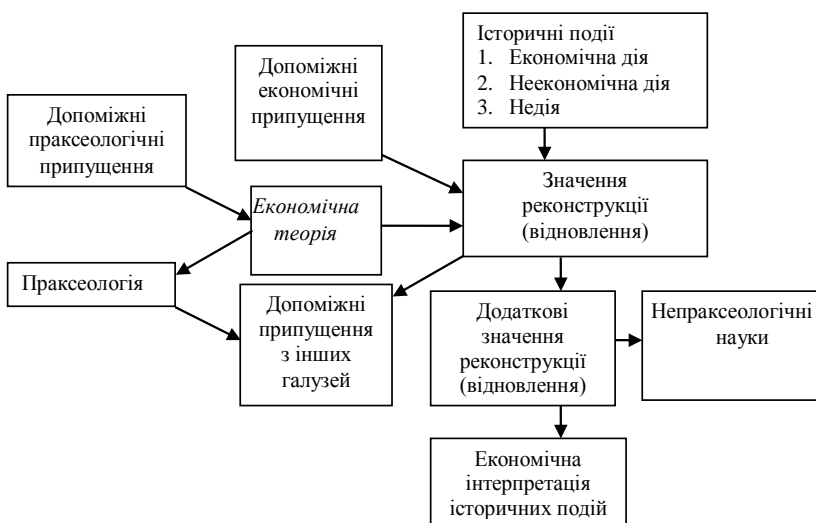 Історичні події
1. Економічна дія
2. Неекономічна дія
3. Недія
Допоміжні
економічні
припущення
Допоміжні
праксеологічні
припущення
Значення
реконструкції
(відновлення)
Економічна
теорія
Праксеологія
Допоміжні
припущення
з інших
галузей
Додаткові
значення
реконструкції
(відновлення)
Непраксеологічні
науки
Економічна
інтерпретація
історичних подій